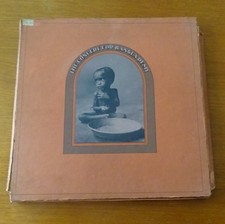 THE CONCERT FOR BANGLA DESH